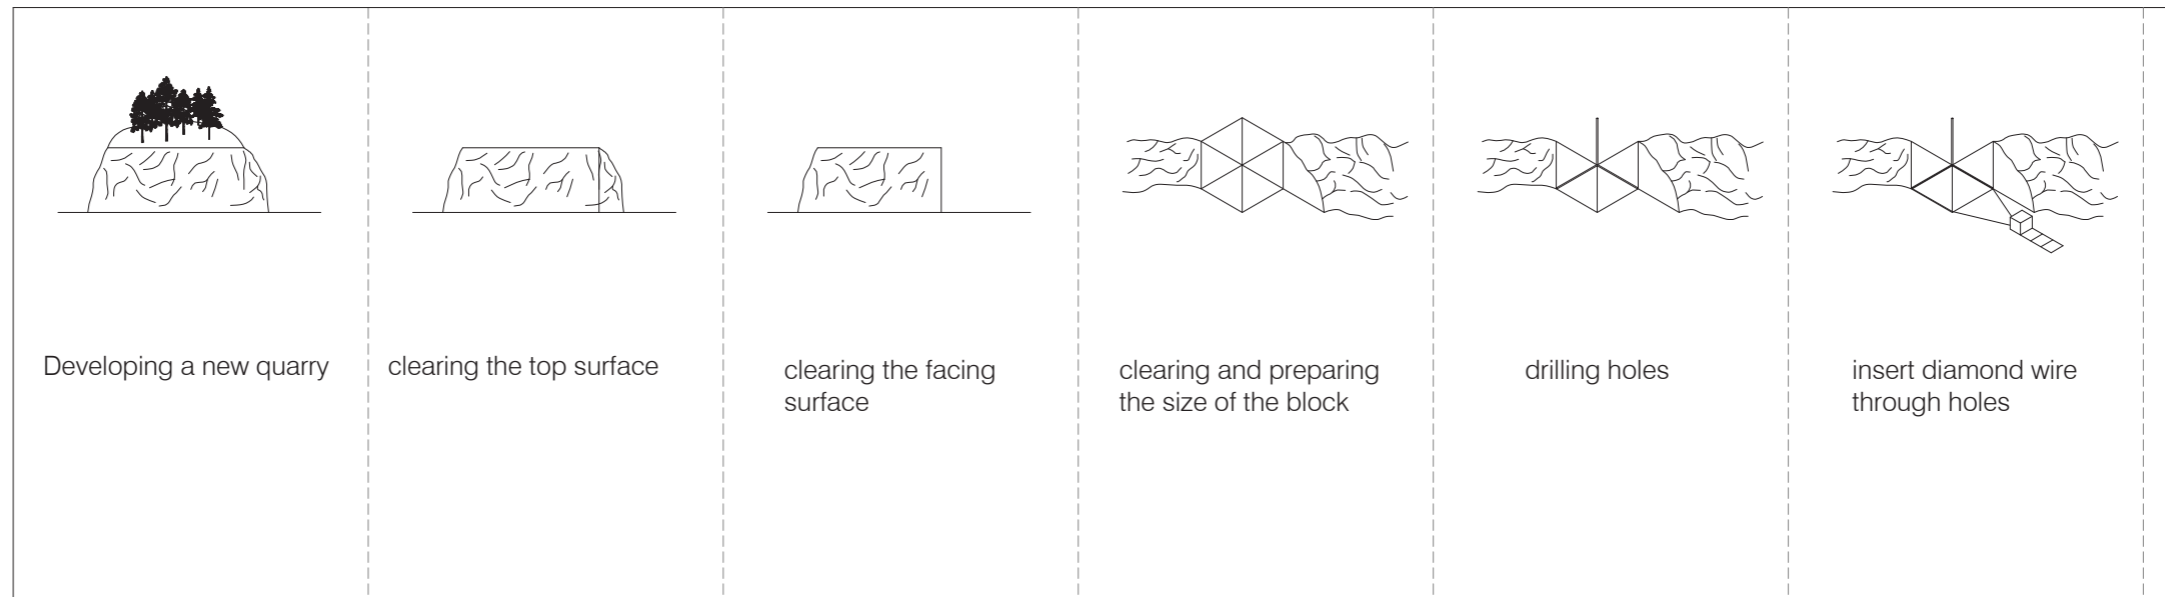 Developing a new quarry
clearing the top surface
clearing the facing
surface
clearing and preparing
the size of the block
drilling holes
insert diamond wire
through holes